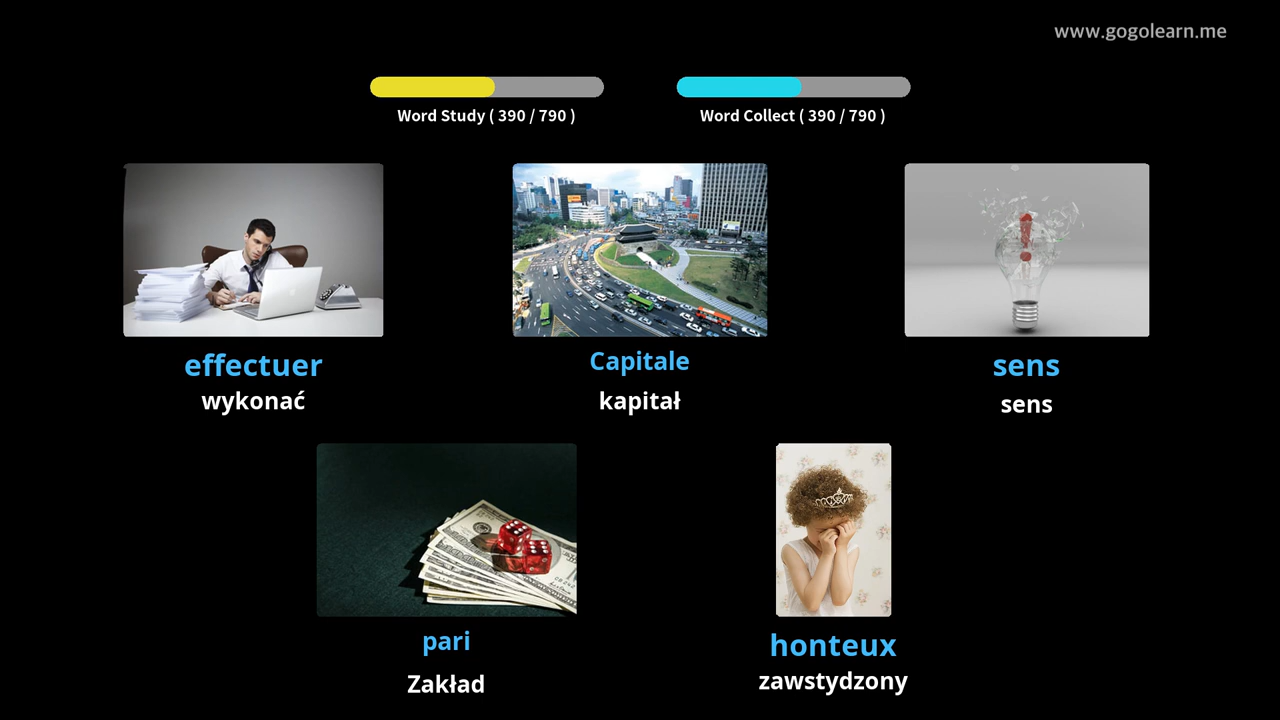 www.gogolearn.me
Word Study ( 390 / 790 )
Word Collect ( 390 / 790 )
effectuer
wykonać
Capitale
kapitał
sens
sens
pari
Zakład
honteux
zawstydzony